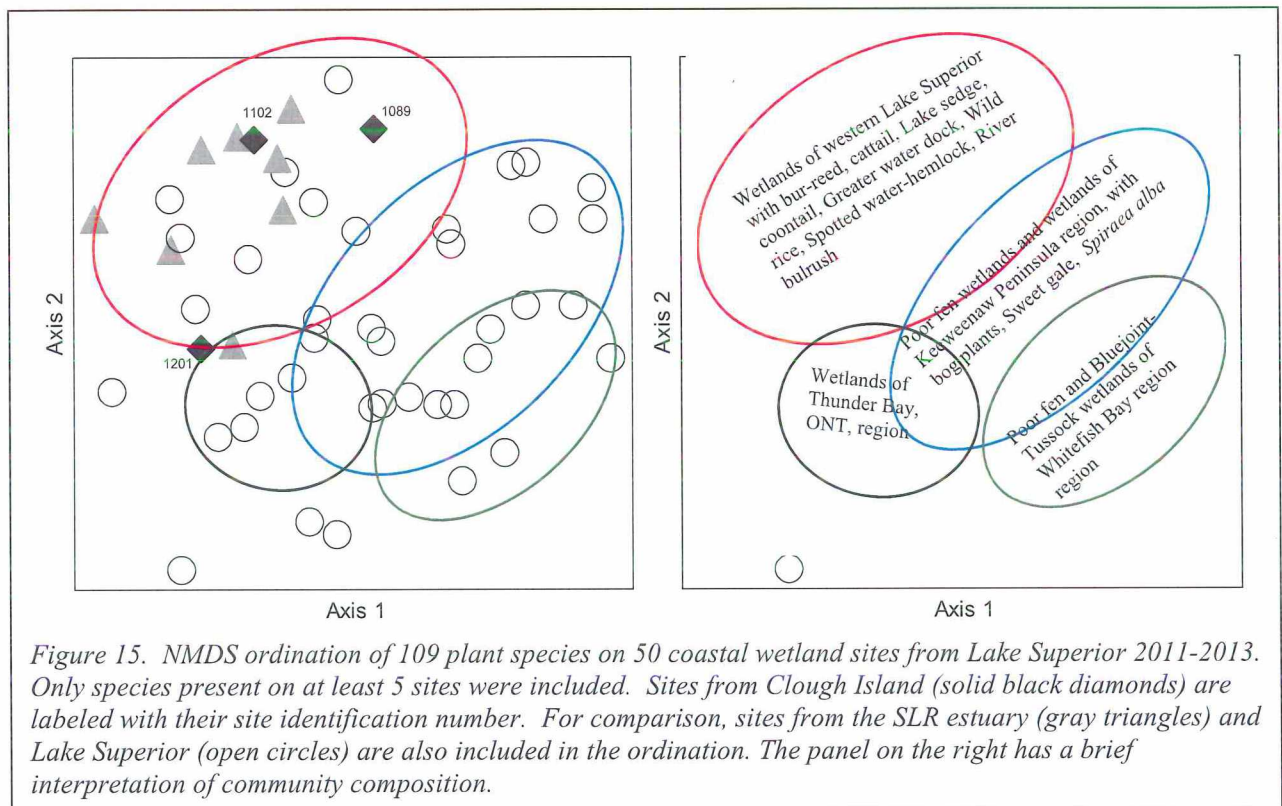 1102
1089
1201
Axis 2
Axis 1
Wetlands of western Lake Superior
with bur-reed, cattail, Lake sedge,
coontail, Greater water dock, Wild
rice, Spotted water-hemlock, River
bulrush
Poor fen wetlands and wetlands of
Keeweenaw Peninsula region, with
bog plants, Sweet gale, Spiraea alba
Wetlands of
Thunder Bay,
ONT, region
Poor fen and Bluejoint-
Tussock wetlands of
Whitefish Bay region
region
Axis 2
Axis 1
Figure 15. NMDS ordination of 109 plant species on 50 coastal wetland sites from Lake Superior 2011-2013.
Only species present on at least 5 sites were included. Sites from Clough Island (solid black diamonds) are
labeled with their site identification number. For comparison, sites from the SLR estuary (gray triangles) and
Lake Superior (open circles) are also included in the ordination. The panel on the right has a brief
interpretation of community composition.